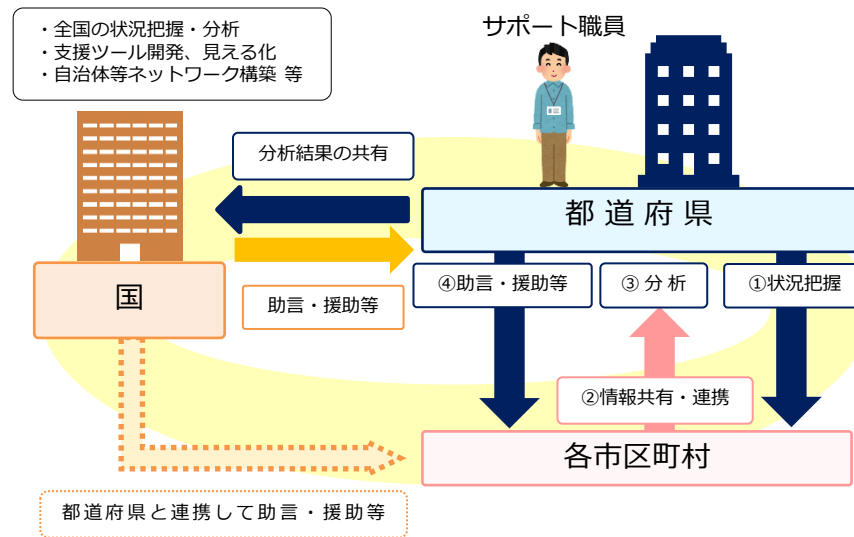 ・全国の状況把握・分析
・支援ツール開発、見える化
・自治体等ネットワーク構築 等
サポート職員
分析結果の共有
都道府県
国
助言・援助等
④助言・援助等
③分析
①状況把握
②情報共有・連携
各市区町村
都道府県と連携して助言・援助等